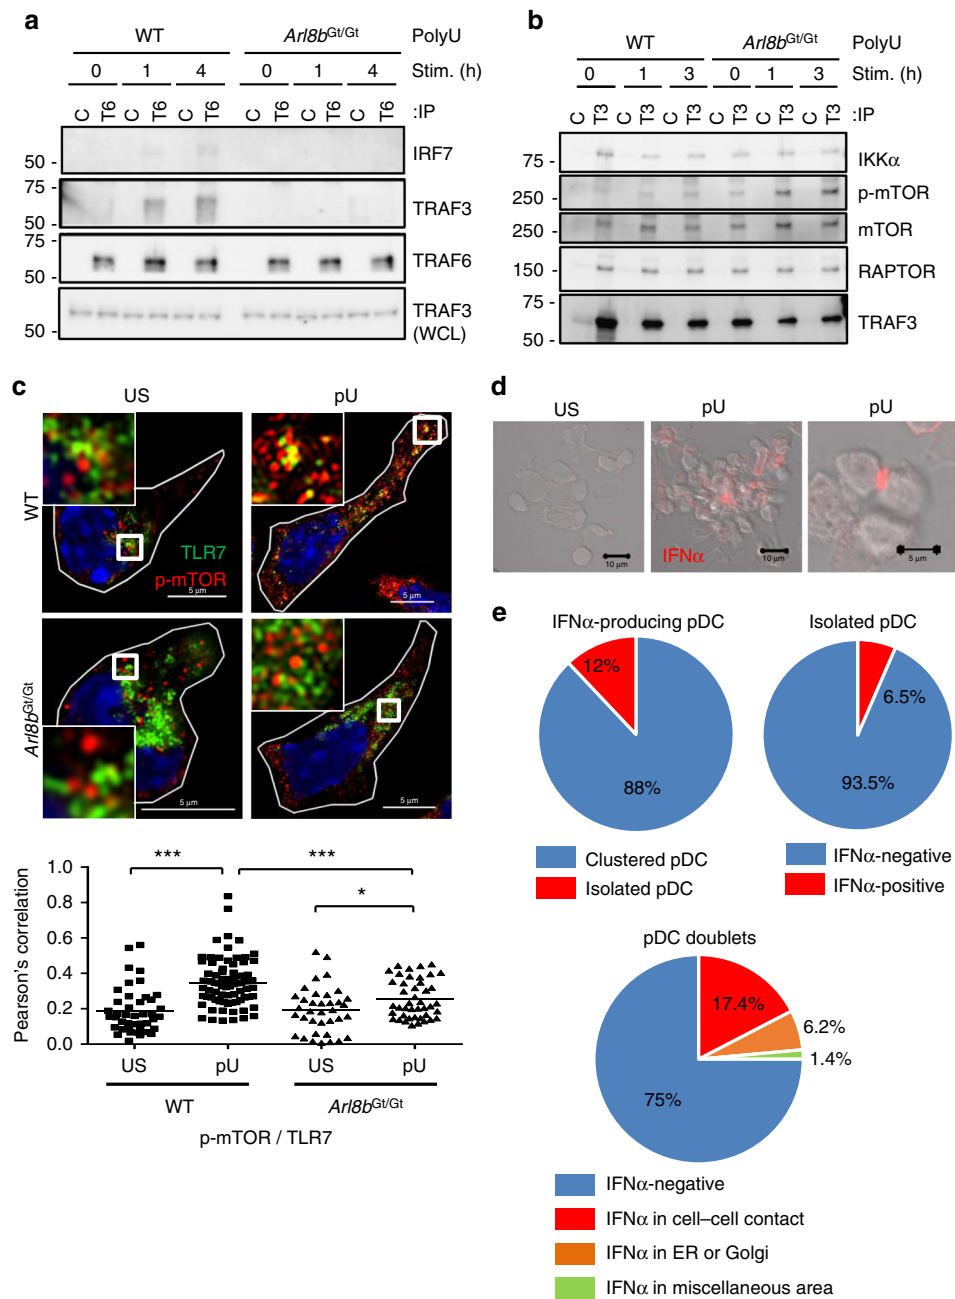 a
WT Arl8bGt/Gt PolyU
0 1 4 0 1 4 Stim. (h)
C T6 C T6 C T6 C T6 C T6 C T6 :IP
50 - IRF7
75 -
50 - TRAF3
75 -
50 - TRAF6
50 - TRAF3
(WCL)
b
WT Arl8bGt/Gt PolyU
0 1 3 0 1 3 Stim. (h)
C T3 C T3 C T3 C T3 C T3 C T3 :IP
75 - IKKα
250 - p-mTOR
250 - mTOR
150 - RAPTOR
75 -
50 - TRAF3
c
US pU
WT
TLR7
p-mTOR
5 µm
5 µm
Arl8bGt/Gt
5 µm
5 µm
*** ***
*
Pearson's correlation
1.0
0.8
0.6
0.4
0.2
0.0
US pU US pU
WT Arl8bGt/Gt
p-mTOR / TLR7
d
US pU pU
IFNα
10 µm 10 µm 5 µm
e
IFNα-producing pDC
12%
88%
Clustered pDC
Isolated pDC
Isolated pDC
6.5%
93.5%
IFNα-negative
IFNα-positive
pDC doublets
17.4%
6.2%
1.4%
75%
IFNα-negative
IFNα in cell–cell contact
IFNα in ER or Golgi
IFNα in miscellaneous area